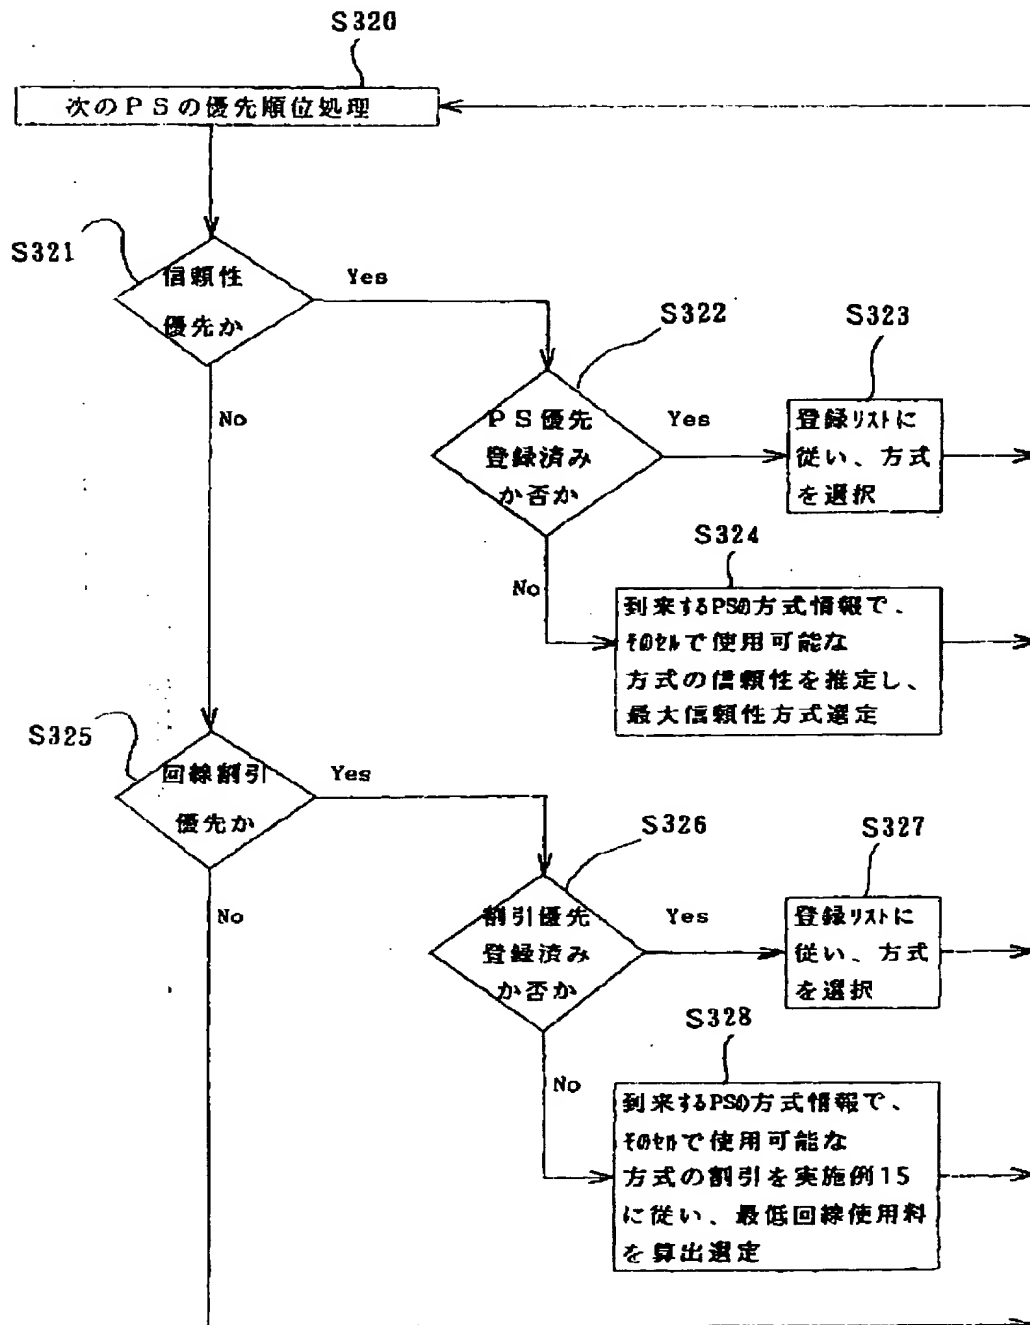 S320
次のPSの優先順位処理
S321
信頼性
優先か
Yes
No
S322
PS優先
登録済み
か否か
Yes
No
S323
登録リストに
従い、方式
を選択
S324
到来するPSの方式情報で、
そのセルで使用可能な
方式の信頼性を推定し、
最大信頼性方式選定
S325
回線割引
優先か
Yes
No
S326
割引優先
登録済み
か否か
Yes
No
S327
登録リストに
従い、方式
を選択
S328
到来するPSの方式情報で、
そのセルで使用可能な
方式の割引を実施例15
に従い、最低回線使用料
を算出選定